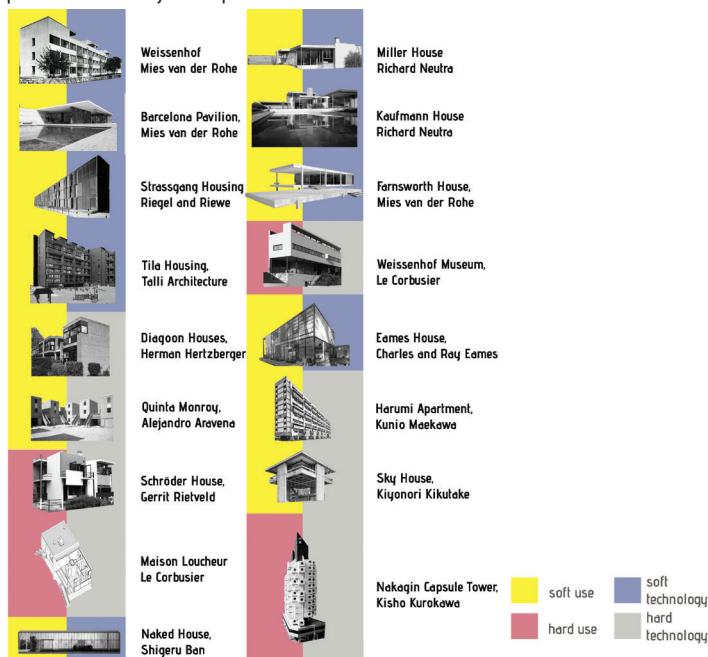 Weissenhof
Mies van der Rohe
Barcelona Pavilion,
Mies van der Rohe
Strassgang Housing
Riegel and Riewe
Tila Housing,
Talli Architecture
Diagoon Houses,
Herman Hertzberger
Quinta Monroy,
Alejandro Aravena
Schröder House,
Gerrit Rietveld
Maison Loucheur
Le Corbusier
Naked House,
Shigeru Ban
Miller House
Richard Neutra
Kaufmann House
Richard Neutra
Farnsworth House,
Mies van der Rohe
Weissenhof Museum,
Le Corbusier
Eames House,
Charles and Ray Eames
Harumi Apartment,
Kunio Maekawa
Sky House,
Kiyonori Kikutake
Nakagin Capsule Tower,
Kisho Kurokawa
soft use
hard use
soft
technology
hard
technology